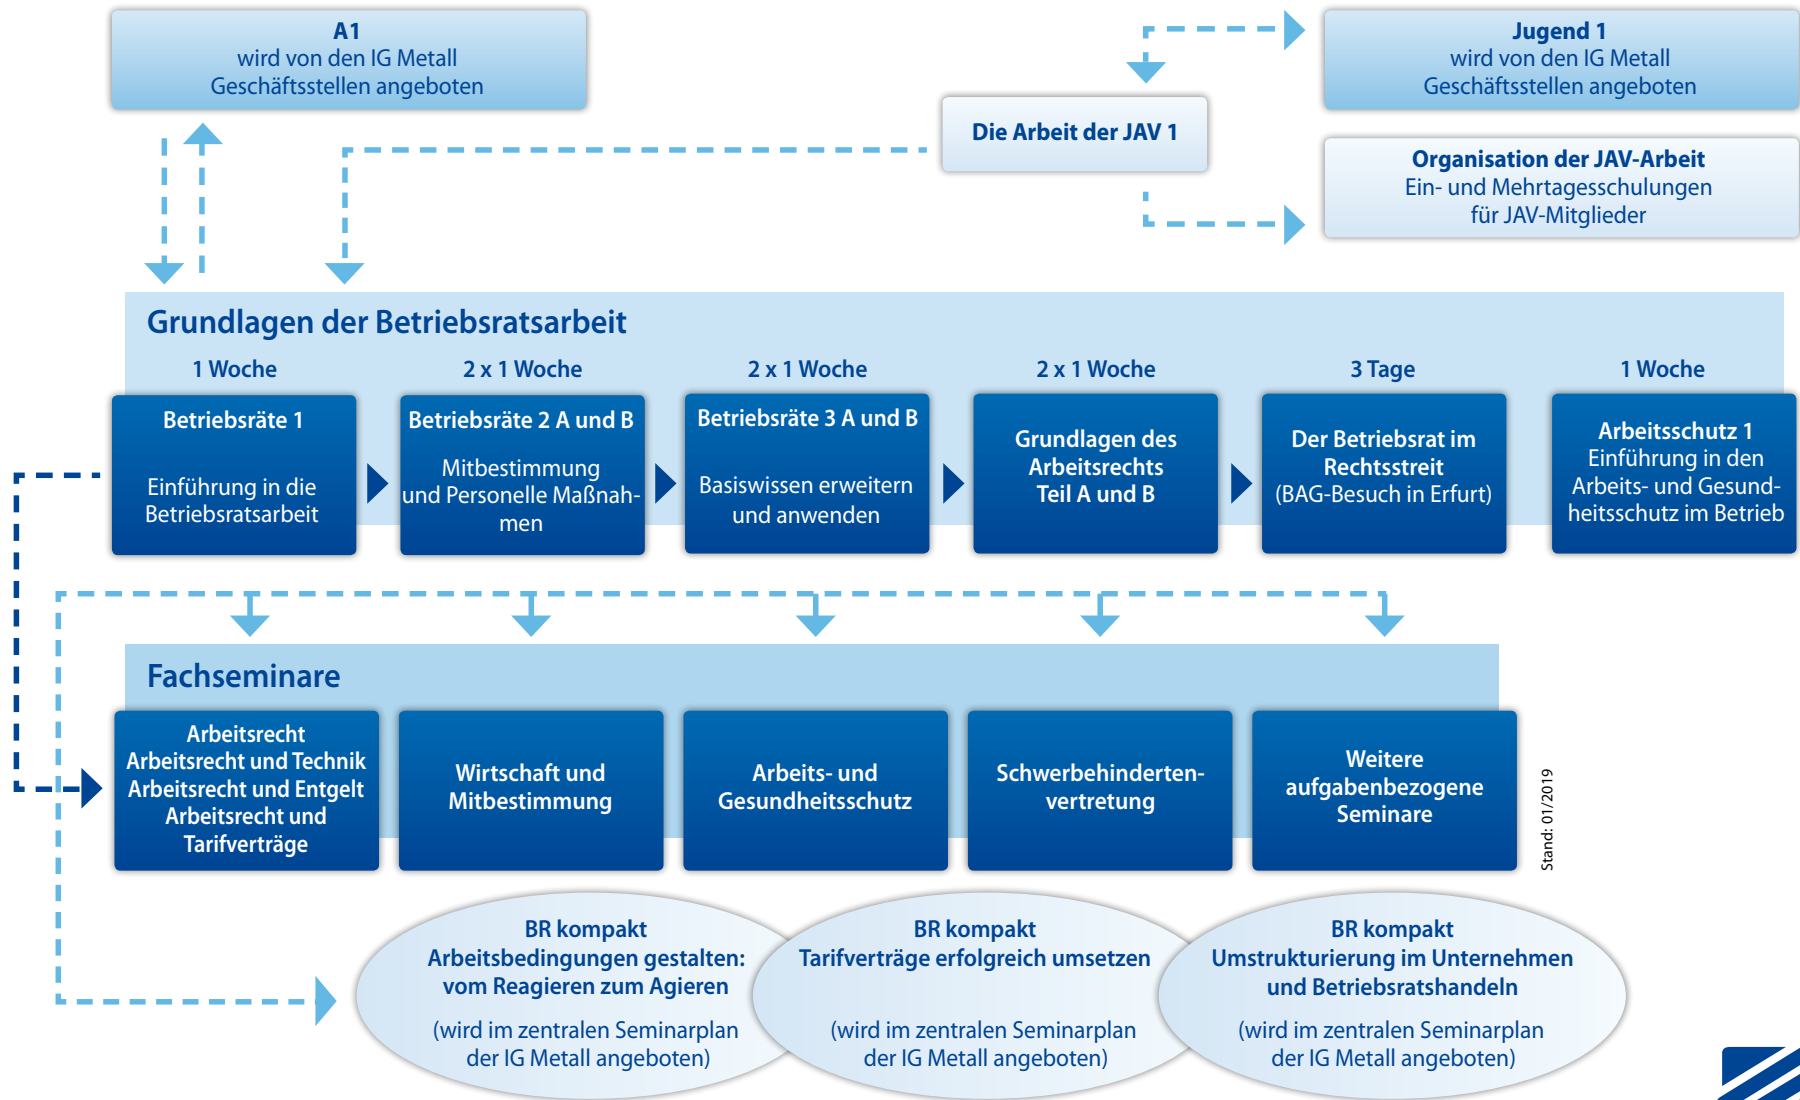 A1
wird von den IG Metall
Geschäftsstellen angeboten
Jugend 1
wird von den IG Metall
Geschäftsstellen angeboten
Die Arbeit der JAV 1
Organisation der JAV-Arbeit
Ein- und Mehrtagesschulungen
für JAV-Mitglieder
Grundlagen der Betriebsratsarbeit
1 Woche
Betriebsräte 1
Einführung in die
Betriebsratsarbeit
2 x 1 Woche
Betriebsräte 2 A und B
Mitbestimmung
und Personelle Maßnah-
men
2 x 1 Woche
Betriebsräte 3 A und B
Basiswissen erweitern
und anwenden
2 x 1 Woche
Grundlagen des
Arbeitsrechts
Teil A und B
3 Tage
Der Betriebsrat im
Rechtsstreit
(BAG-Besuch in Erfurt)
1 Woche
Arbeitsschutz 1
Einführung in den
Arbeits- und Gesund-
heitsschutz im Betrieb
Fachseminare
Arbeitsrecht
Arbeitsrecht und Technik
Arbeitsrecht und Entgelt
Arbeitsrecht und
Tarifverträge
Wirtschaft und
Mitbestimmung
Arbeits- und
Gesundheitsschutz
Schwerbehinderten-
vertretung
Weitere
aufgabenbezogene
Seminare
Stand: 01/2019
BR kompakt
Arbeitsbedingungen gestalten:
vom Reagieren zum Agieren
(wird im zentralen Seminarplan
der IG Metall angeboten)
BR kompakt
Tarifverträge erfolgreich umsetzen
(wird im zentralen Seminarplan
der IG Metall angeboten)
BR kompakt
Umstrukturierung im Unternehmen
und Betriebsratshandeln
(wird im zentralen Seminarplan
der IG Metall angeboten)